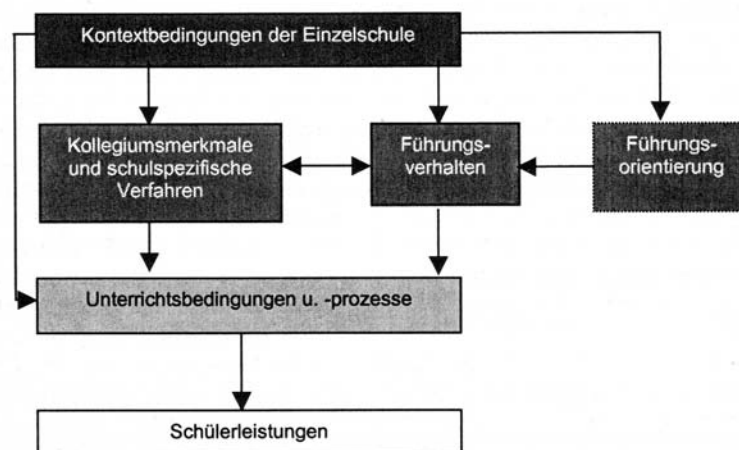 Kontextbedingungen der Einzelschule
Kollegiumsmerkmale
und schulspezifische
Verfahren
Führungs-
verhalten
Führungs-
orientierung
Unterrichtsbedingungen u. -prozesse
Schülerleistungen